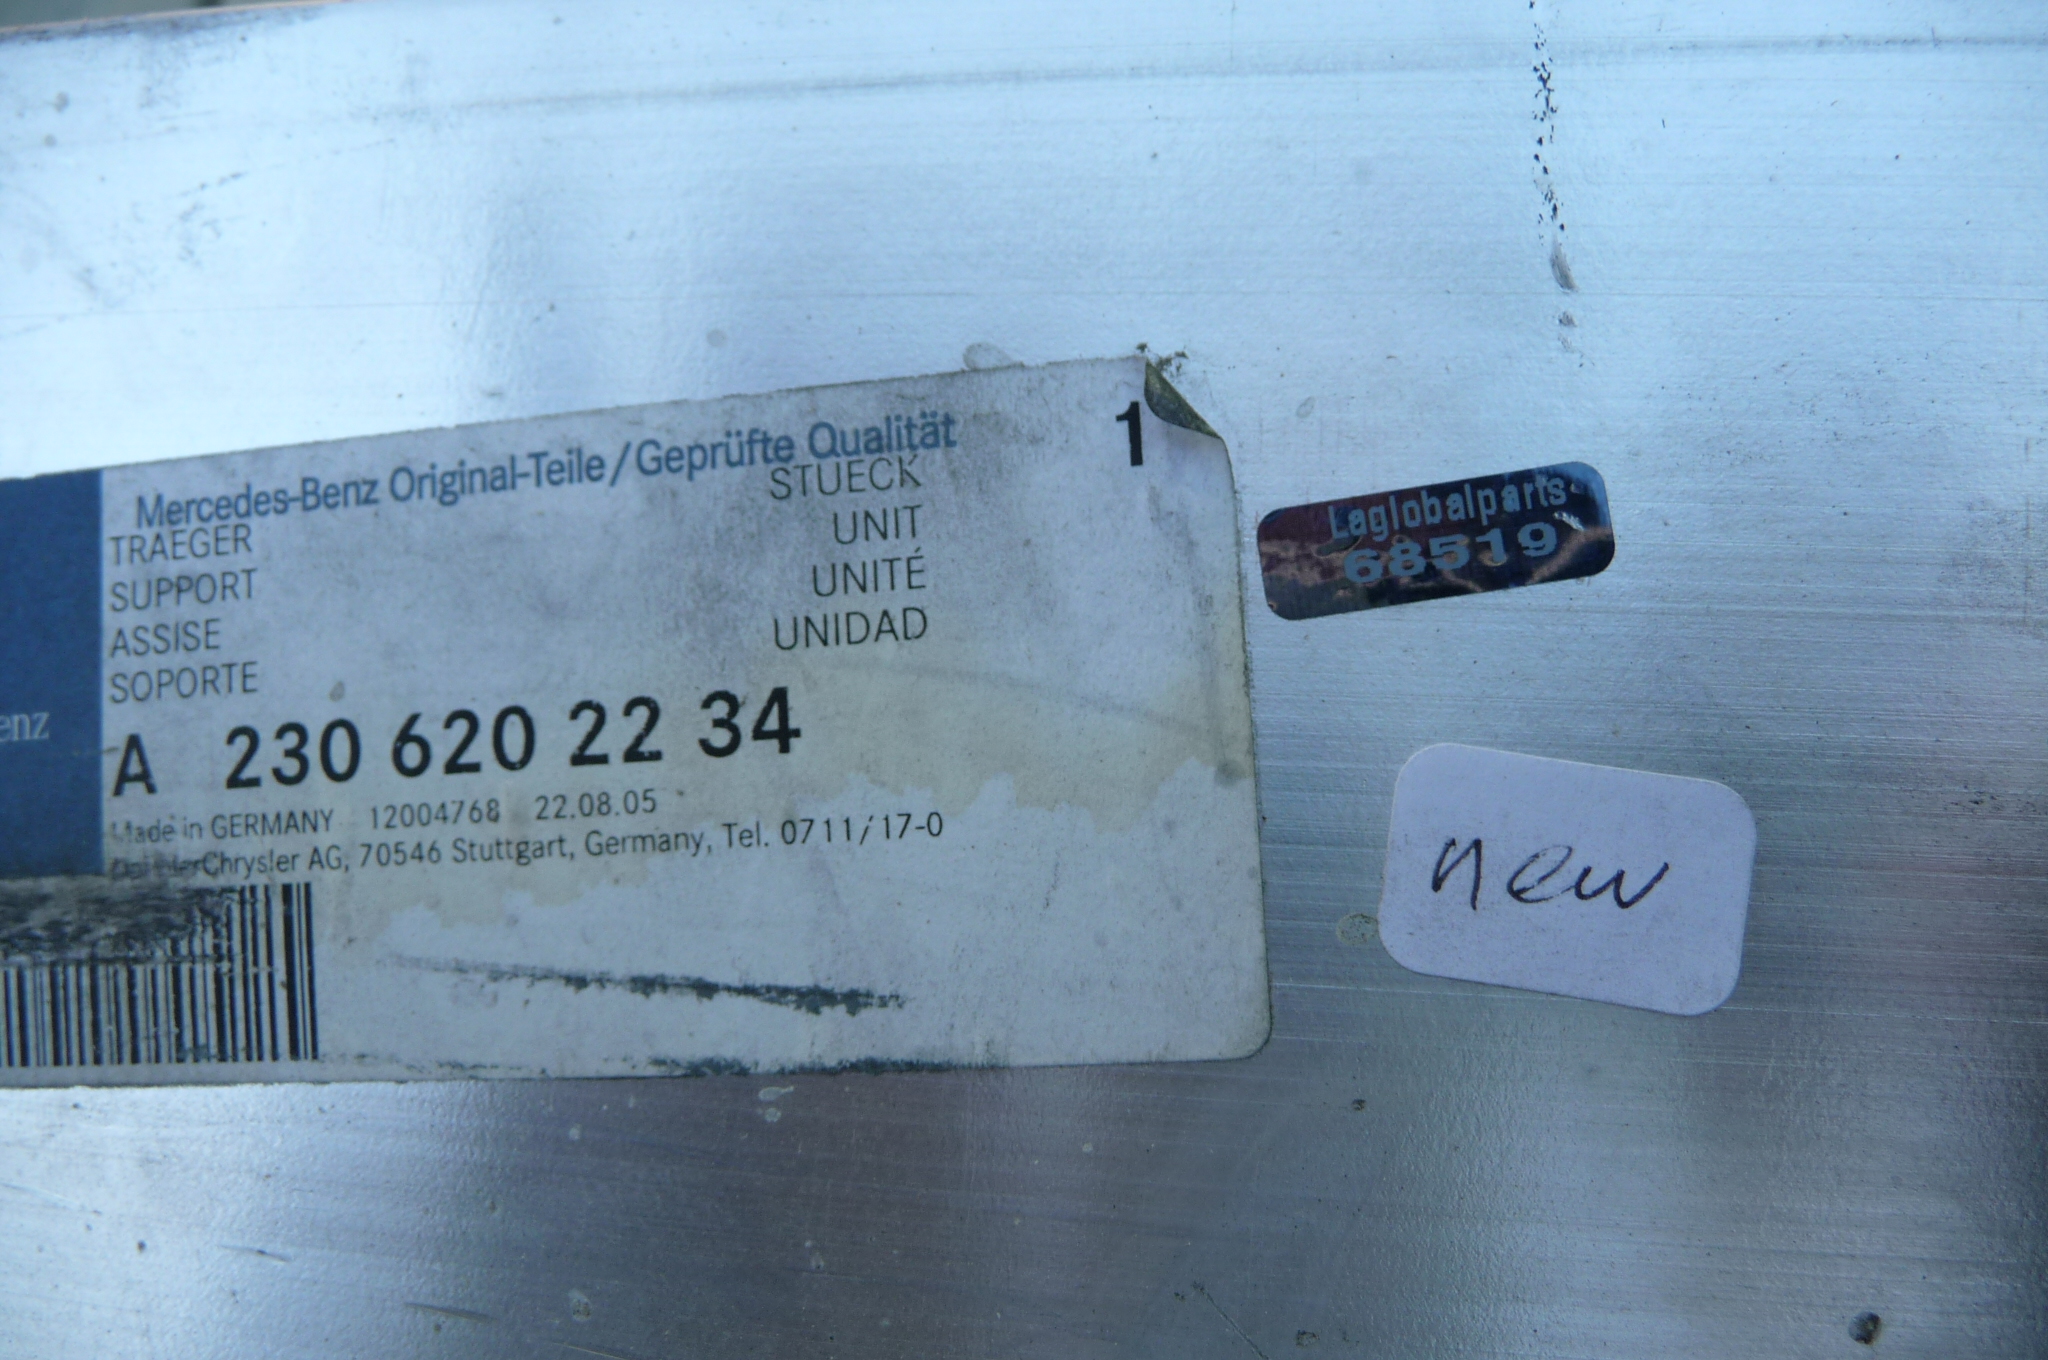 Mercedes-Benz Original-Teile/Geprüfte Qualität
1
TRAEGER STUECK
SUPPORT UNIT
ASSISE UNITÉ
SOPORTE UNIDAD
enz
A 230 620 22 34
Made in GERMANY 12004768 22.08.05
DaimlerChrysler AG, 70546 Stuttgart, Germany, Tel. 0711/17-0
Laglobalparts
68519
new